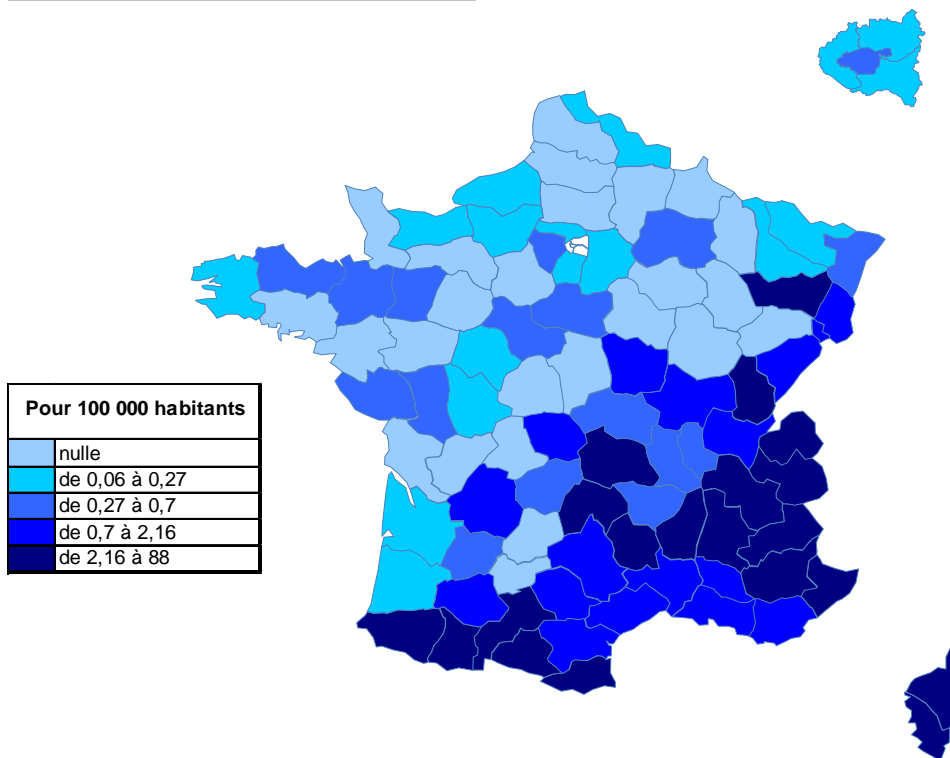 Pour 100 000 habitants
nulle
de 0,06 à 0,27
de 0,27 à 0,7
de 0,7 à 2,16
de 2,16 à 88